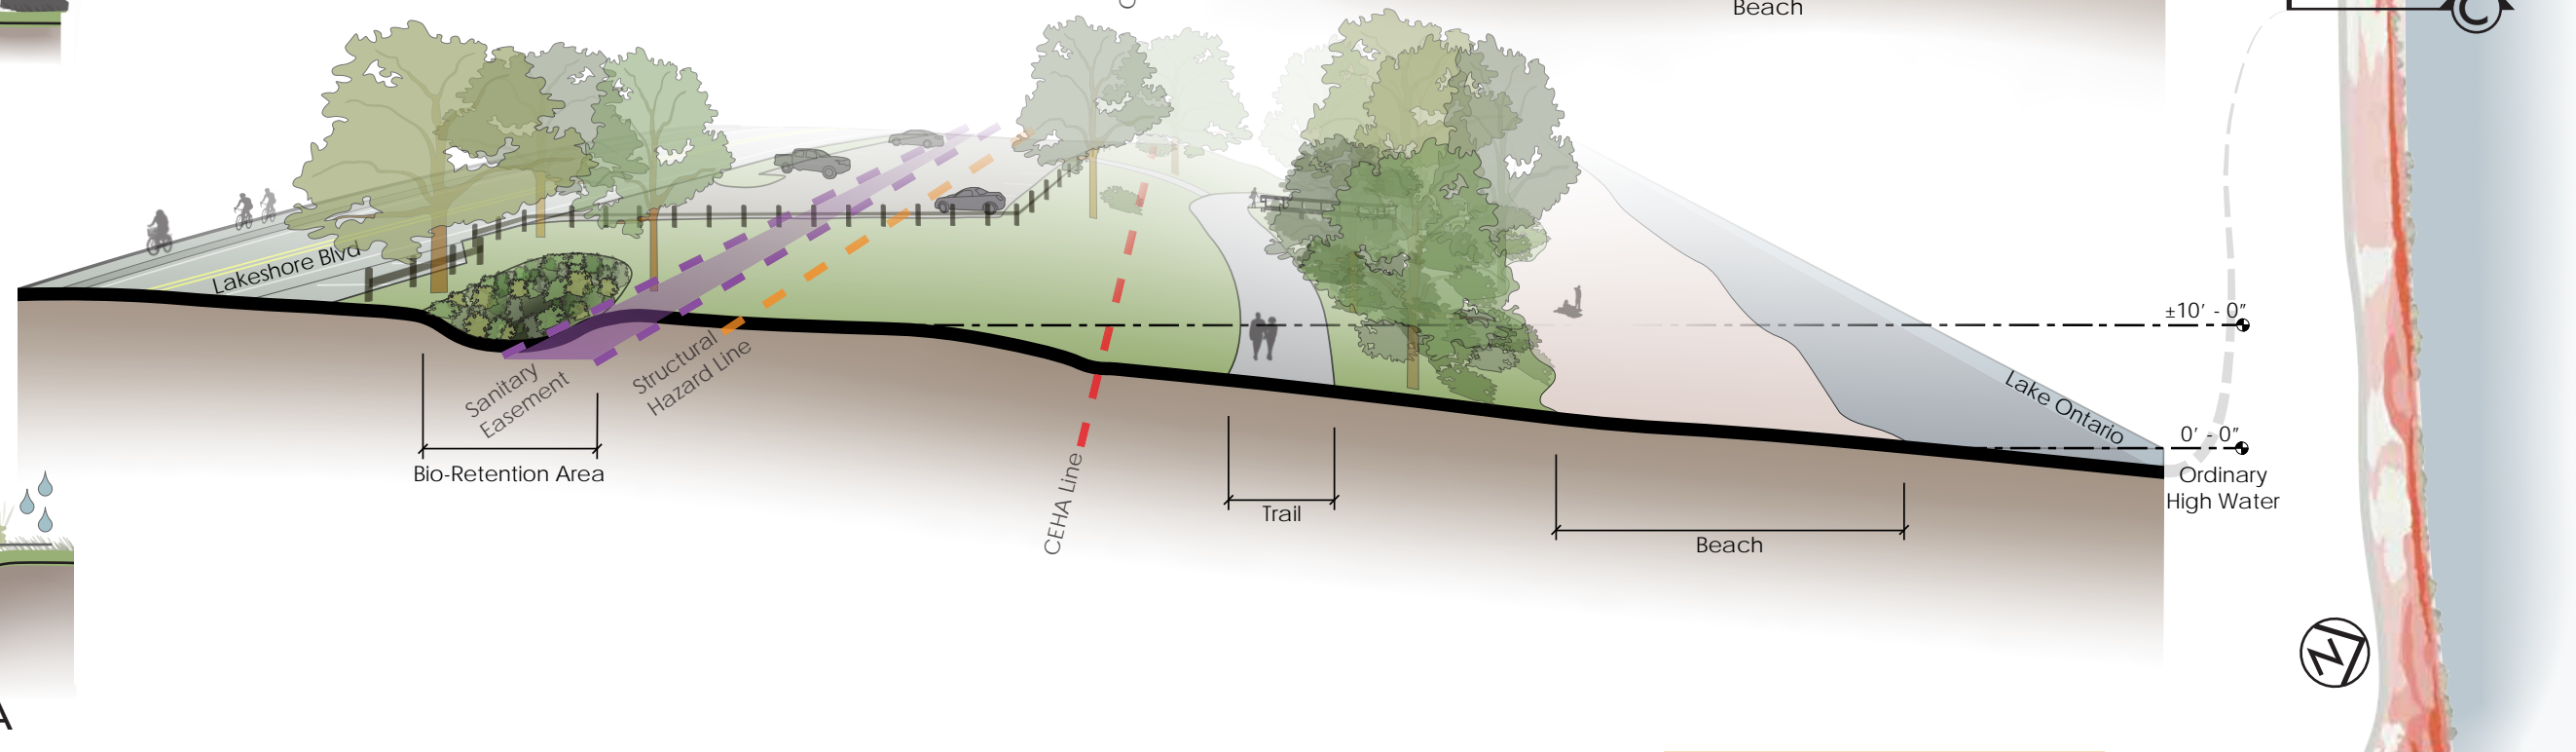 Beach
C
Lakeshore Blvd
±10' - 0"
Sanitary
Easement
Structural
Hazard Line
Lake Ontario
0' - 0"
Ordinary
High Water
Bio-Retention Area
CEHA Line
Trail
Beach
N
A